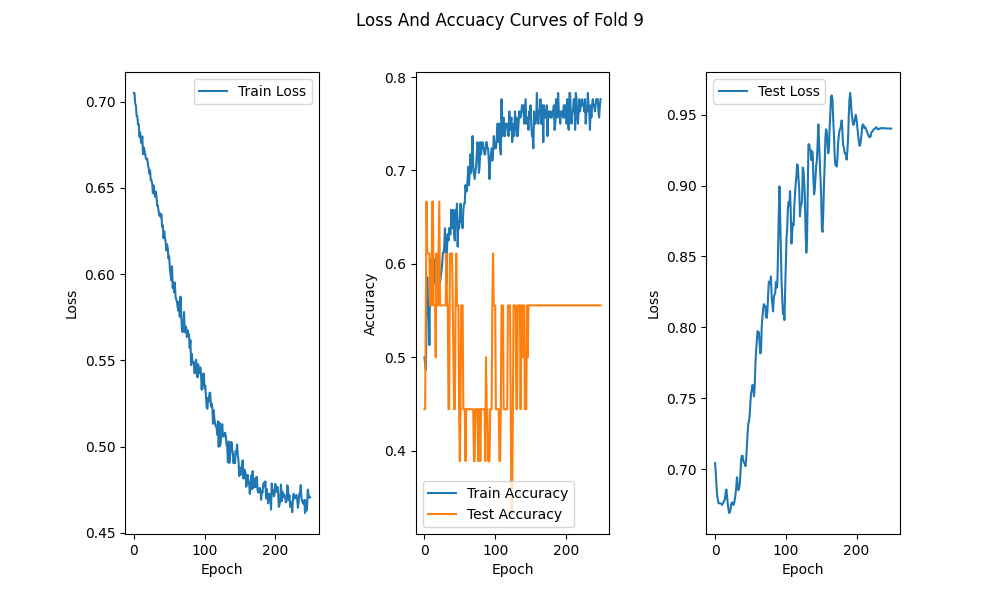 Loss And Accuacy Curves of Fold 9
Train Loss
0.70
0.65
0.60
0.55
0.50
0.45
Loss
0
100
200
Epoch
0.8
0.7
0.6
0.5
0.4
Accuracy
Train Accuracy
Test Accuracy
0
100
200
Epoch
Test Loss
0.95
0.90
0.85
0.80
0.75
0.70
Loss
0
100
200
Epoch